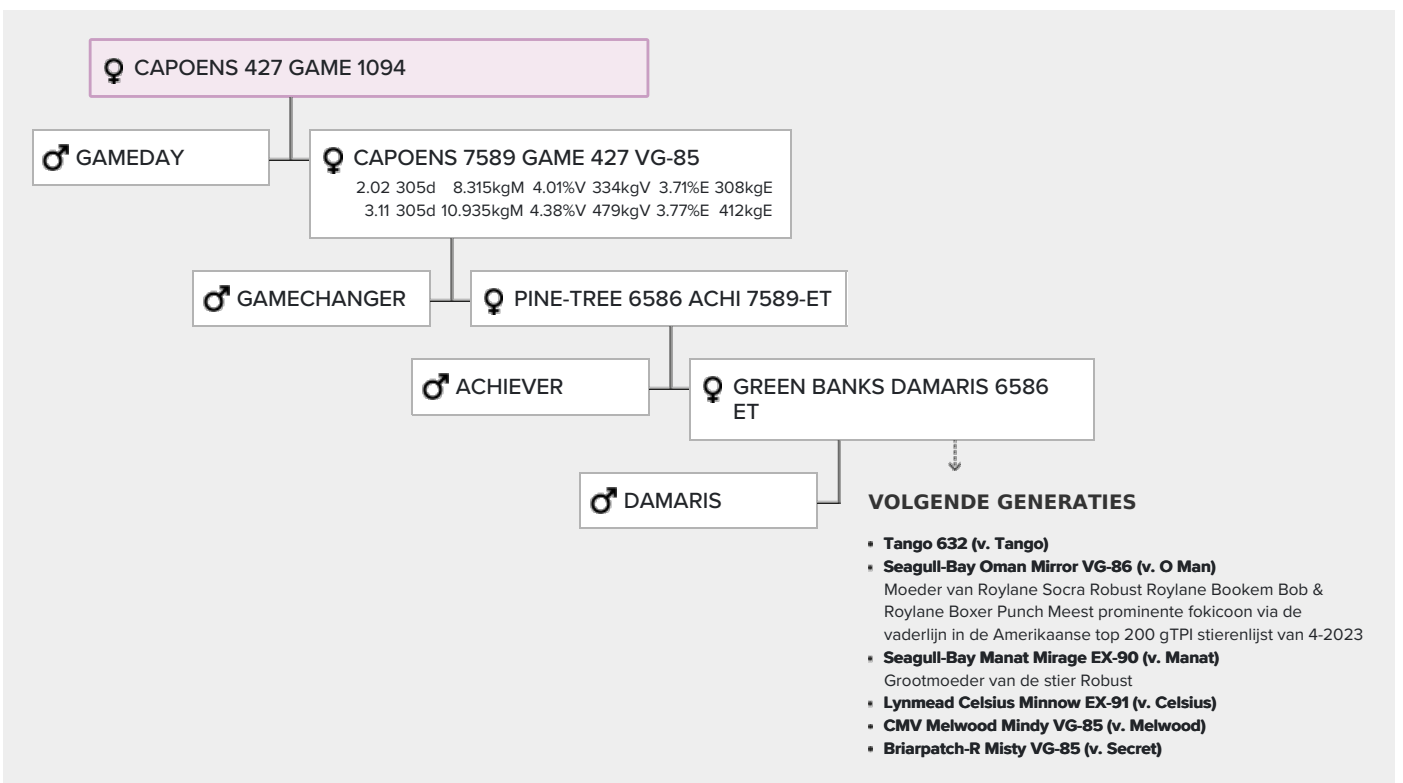 CAPOENS 427 GAME 1094
GAMEDAY
CAPOENS 7589 GAME 427 VG-85
2.02 305d 8.315kgM 4.01%V 334kgV 3.71%E 308kgE
3.11 305d 10.935kgM 4.38%V 479kgV 3.77%E 412kgE
GAMECHANGER
PINE-TREE 6586 ACHI 7589-ET
ACHIEVER
GREEN BANKS DAMARIS 6586
ET
DAMARIS
VOLGENDE GENERATIES
Tango 632 (v. Tango)
Seagull-Bay Oman Mirror VG-86 (v. O Man)
Moeder van Roylane Socra Robust Roylane Bookem Bob &
Roylane Boxer Punch Meest prominente fokicoon via de
vaderlijn in de Amerikaanse top 200 gTPI stierenlijst van 4-2023
Seagull-Bay Manat Mirage EX-90 (v. Manat)
Grootmoeder van de stier Robust
Lynmead Celsius Minnow EX-91 (v. Celsius)
CMV Melwood Mindy VG-85 (v. Melwood)
Briarpatch-R Misty VG-85 (v. Secret)